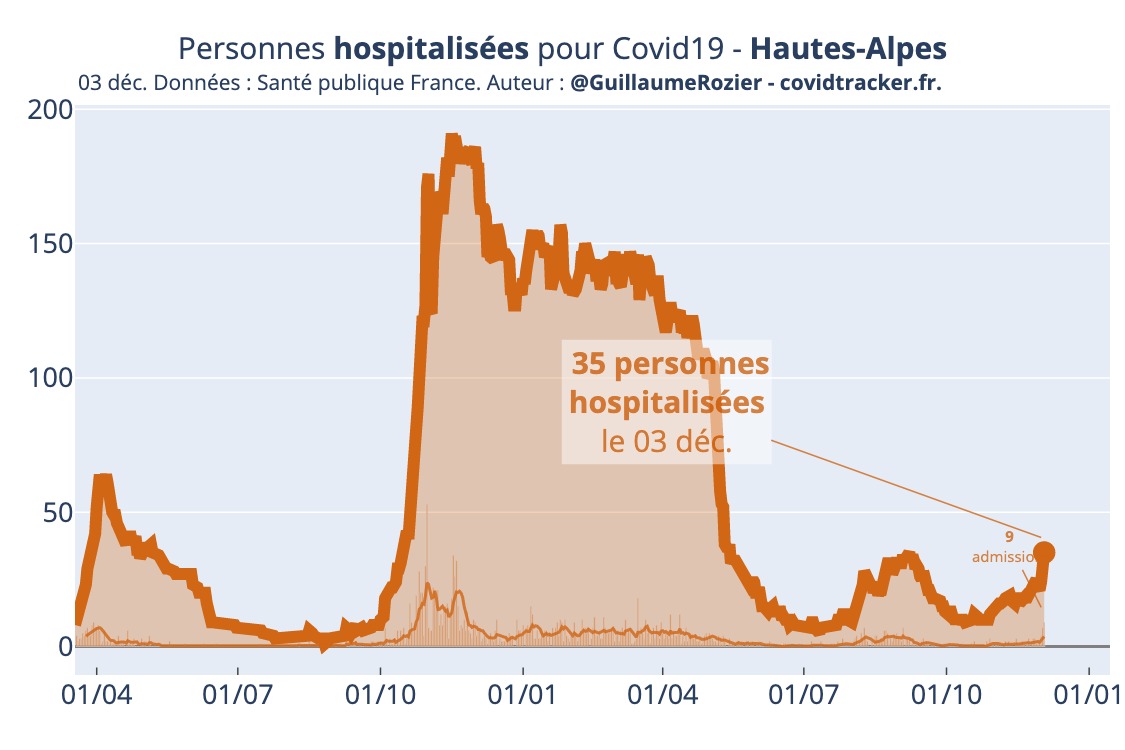 Personnes hospitalisées pour Covid19 - Hautes-Alpes
03 déc. Données : Santé publique France. Auteur : @GuillaumeRozier - covidtracker.fr.
200
150
100
50
0
35 personnes
hospitalisées
le 03 déc.
9
admissio
01/04 01/07 01/10 01/01 01/04 01/07 01/10 01/01